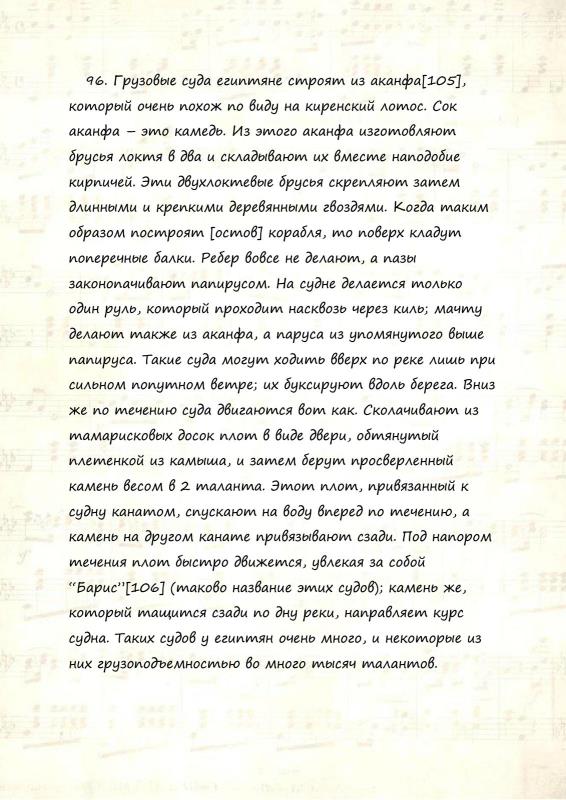 96. Грузовые суда египтяне строят из аканфа[105],
который очень похож по виду на киренский лотос. Сок
аканфа – это камедь. Из этого аканфа изготовляют
брусья локтя в два и складывают их вместе наподобие
кирпичей. Эти двухлоктевые брусья скрепляют затем
длинными и крепкими деревянными гвоздями. Когда таким
образом построят [остов] корабля, то поверх кладут
поперечные балки. Ребер вовсе не делают, а пазы
законопачивают папирусом. На судне делается только
один руль, который проходит насквозь через киль; мачту
делают также из аканфа, а паруса из упомянутого выше
папируса. Такие суда могут ходить вверх по реке лишь при
сильном попутном ветре; их буксируют вдоль берега. Вниз
же по течению суда двигаются вот как. Сколачивают из
тамарисковых досок плот в виде двери, обтянутый
плетенкой из камыша, и затем берут просверленный
камень весом в 2 таланта. Этот плот, привязанный к
судну канатом, спускают на воду вперед по течению, а
камень на другом канате привязывают сзади. Под напором
течения плот быстро движется, увлекая за собой
“Барис”[106] (таково название этих судов); камень же,
который тащится сзади по дну реки, направляет курс
судна. Таких судов у египтян очень много, и некоторые из
них грузоподъемностью во много тысяч талантов.